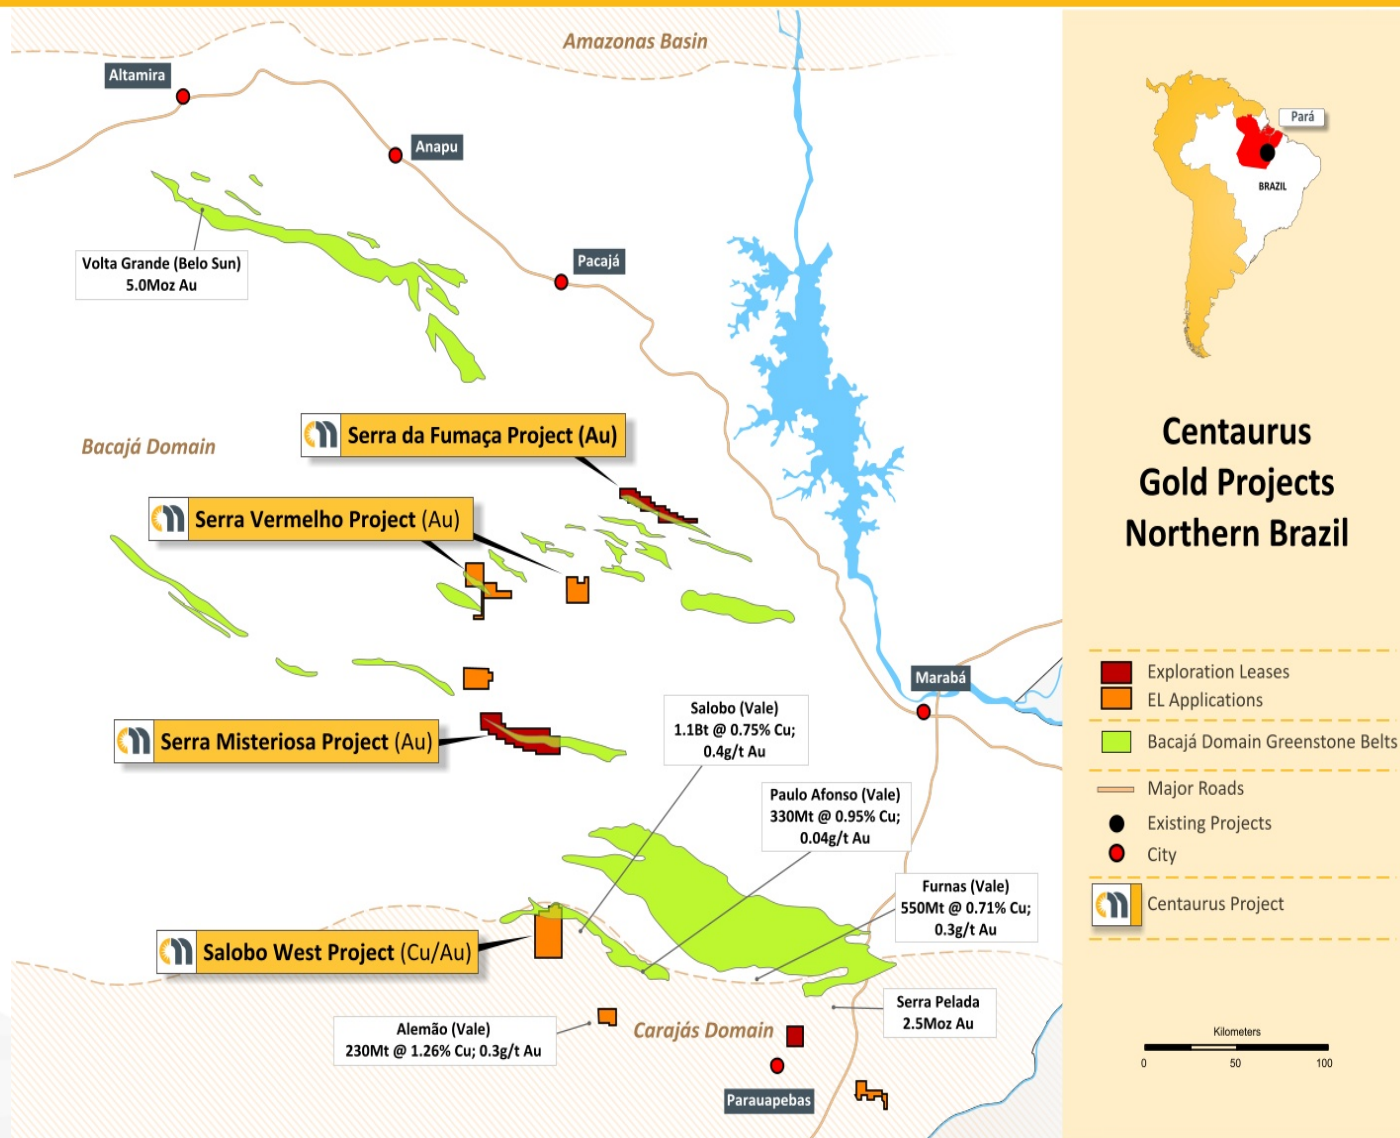 Amazonas Basin
Altamira
Anapu
Pacajá
Volta Grande (Belo Sun)
5.0Moz Au
Bacajá Domain
Serra da Fumaça Project (Au)
Serra Vermelho Project (Au)
Serra Misteriosa Project (Au)
Marabá
Salobo (Vale)
1.1Bt @ 0.75% Cu;
0.4g/t Au
Paulo Afonso (Vale)
330Mt @ 0.95% Cu;
0.04g/t Au
Furnas (Vale)
550Mt @ 0.71% Cu;
0.3g/t Au
Salobo West Project (Cu/Au)
Serra Pelada
2.5Moz Au
Alemão (Vale)
230Mt @ 1.26% Cu; 0.3g/t Au
Carajás Domain
Parauapebas
Pará
BRAZIL
Centaurus
Gold Projects
Northern Brazil
Exploration Leases
EL Applications
Bacajá Domain Greenstone Belts
Major Roads
Existing Projects
City
Centaurus Project
Kilometers
0 50 100